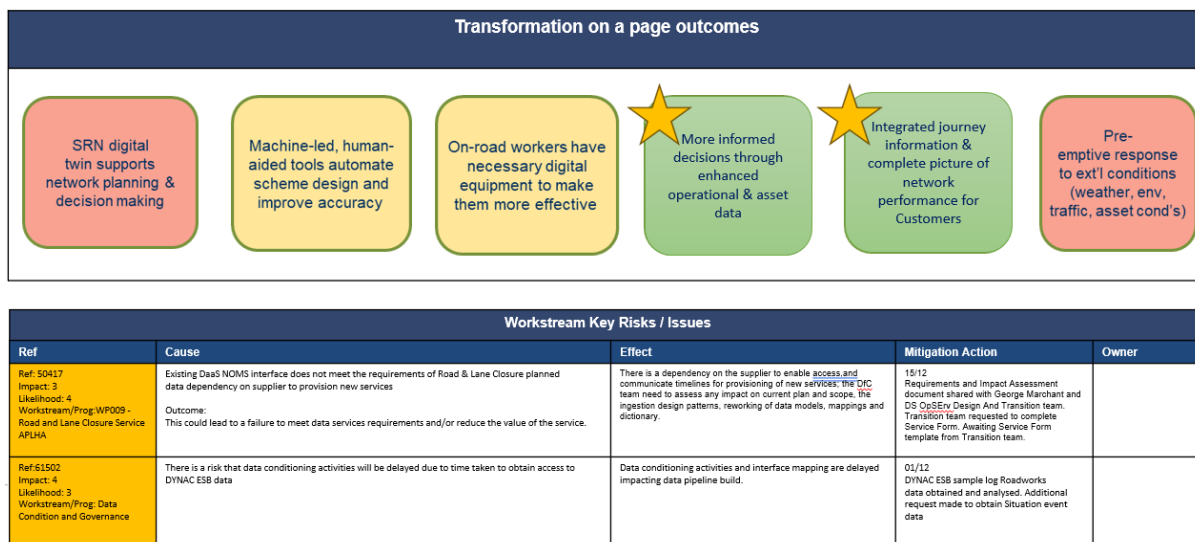 Transformation on a page outcomes
SRN digital
twin supports
network planning &
decision making
Machine-led, human-
aided tools automate
scheme design and
improve accuracy
On-road workers have
necessary digital
equipment to make
them more effective
More informed
decisions through
enhanced
operational & asset
data
Integrated journey
information &
complete picture of
network
performance for
Customers
Pre-
emptive response
to ext'l conditions
(weather, env,
traffic, asset cond's)
Workstream Key Risks / Issues
Ref
Cause
Effect
Mitigation Action
Owner
Ref: 50417
Impact: 3
Likelihood: 4
Workstream/Prog:WP009 -
Road and Lane Closure Service
APLHA
Existing DaaS NOMS interface does not meet the requirements of Road & Lane Closure planned
data dependency on supplier to provision new services
Outcome:
This could lead to a failure to meet data services requirements and/or reduce the value of the service.
There is a dependency on the supplier to enable access,and
communicate timelines for provisioning of new services; the DfC
team need to assess any impact on current plan and scope, the
ingestion design patterns, reworking of data models, mappings and
dictionary.
15/12
Requirements and Impact Assessment
document shared with George Marchant and
DS OpSErv Design And Transition team.
Transition team requested to complete
Service Form. Awaiting Service Form
template from Transition team.
Ref:61502
Impact: 4
Likelihood: 3
Workstream/Prog: Data
Condition and Governance
There is a risk that data conditioning activities will be delayed due to time taken to obtain access to
DYNAC ESB data
Data conditioning activities and interface mapping are delayed
impacting data pipeline build.
01/12
DYNAC ESB sample log Roadworks
data obtained and analysed. Additional
request made to obtain Situation event
data